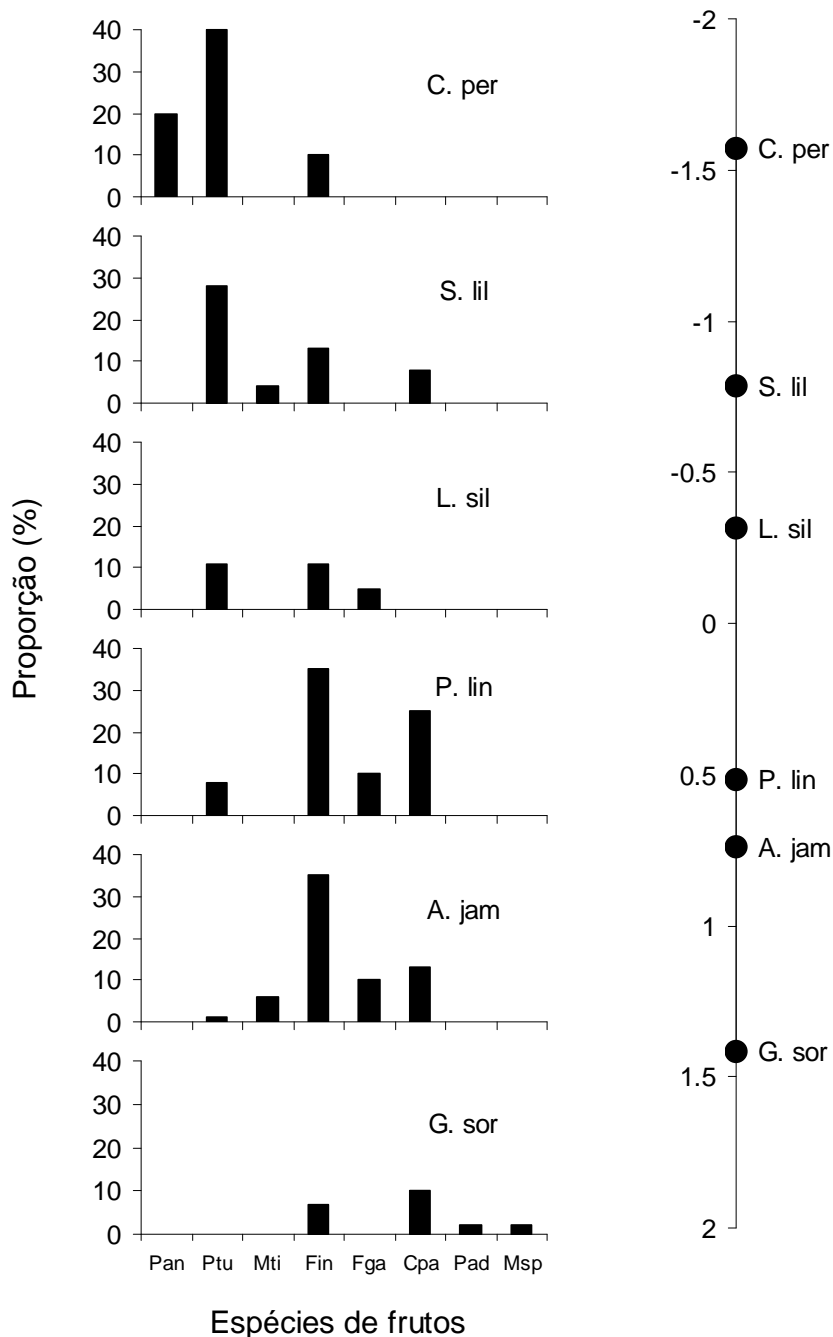 Proporção (%)
40
30
20
10
0
C. per
40
30
20
10
0
S. lil
40
30
20
10
0
L. sil
40
30
20
10
0
P. lin
40
30
20
10
0
A. jam
40
30
20
10
0
G. sor
Pan Ptu Mti Fin Fga Cpa Pad Msp
Espécies de frutos
-2
C. per
-1.5
-1
S. lil
-0.5
L. sil
0
0.5
P. lin
A. jam
1
G. sor
1.5
2